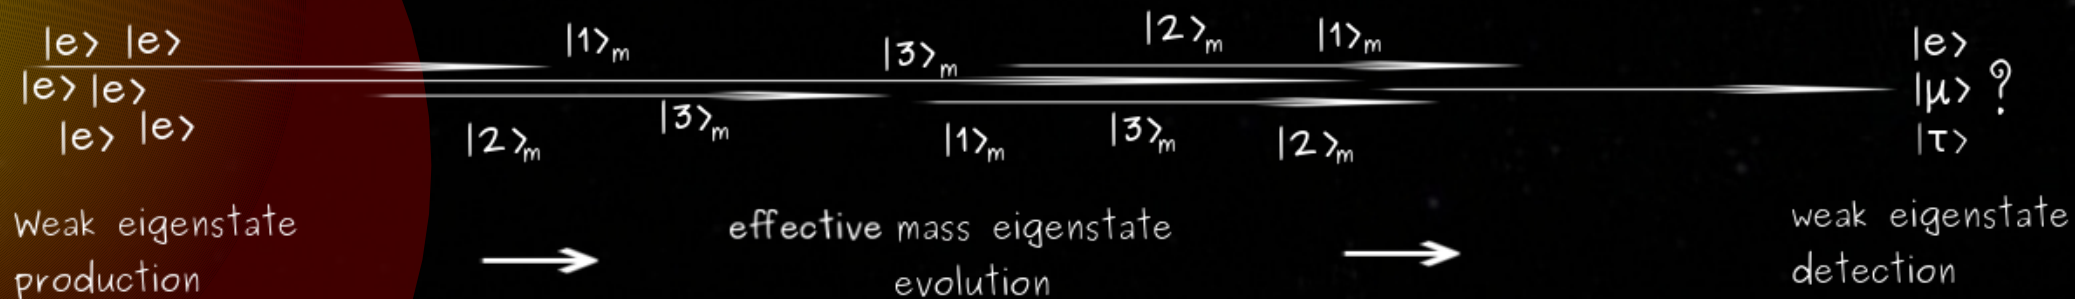 |e> |e>
|e> |e>
|e> |e>
|1>m
|2>m
|3>m
|3>m
|1>m
|2>m
|3>m
|1>m
|2>m
|e>
|μ> ?
|τ>
Weak eigenstate
production
effective mass eigenstate
evolution
weak eigenstate
detection